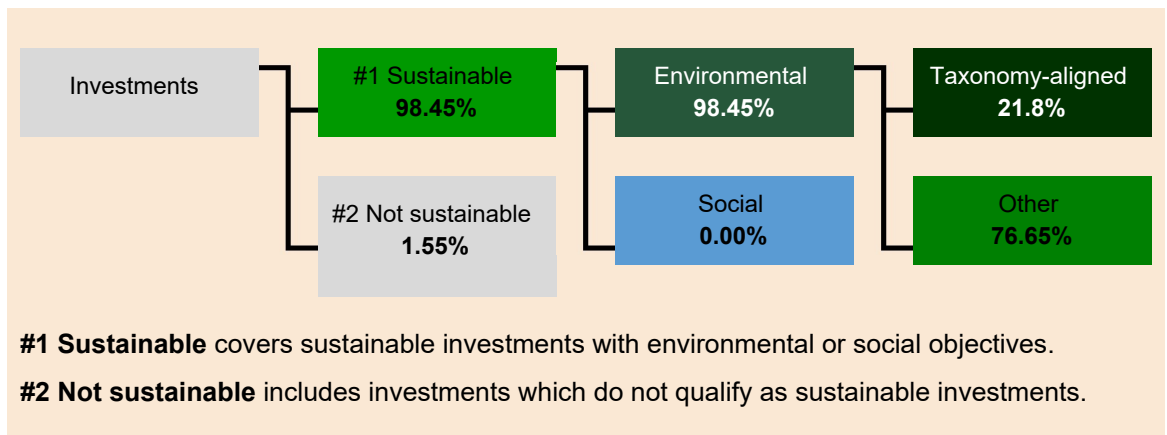 Investments
#1 Sustainable
98.45%
Environmental
98.45%
Taxonomy-aligned
21.8%
#2 Not sustainable
1.55%
Social
0.00%
Other
76.65%
#1 Sustainable covers sustainable investments with environmental or social objectives.
#2 Not sustainable includes investments which do not qualify as sustainable investments.